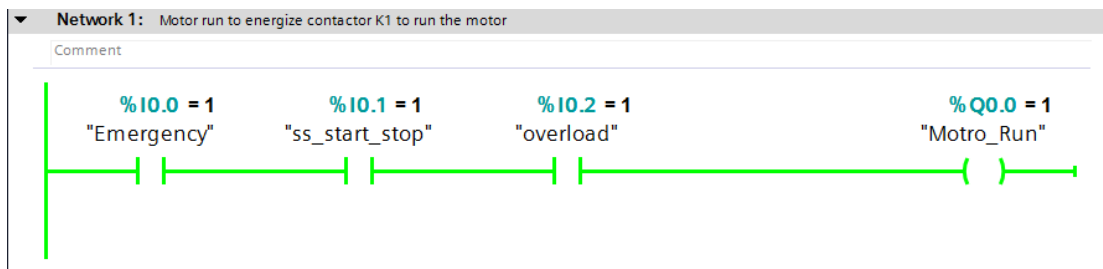 Network 1: Motor run to energize contactor K1 to run the motor
Comment
%I0.0 = 1 %I0.1 = 1 %I0.2 = 1 %Q0.0 = 1
"Emergency" "ss_start_stop" "overload" "Motro_Run"